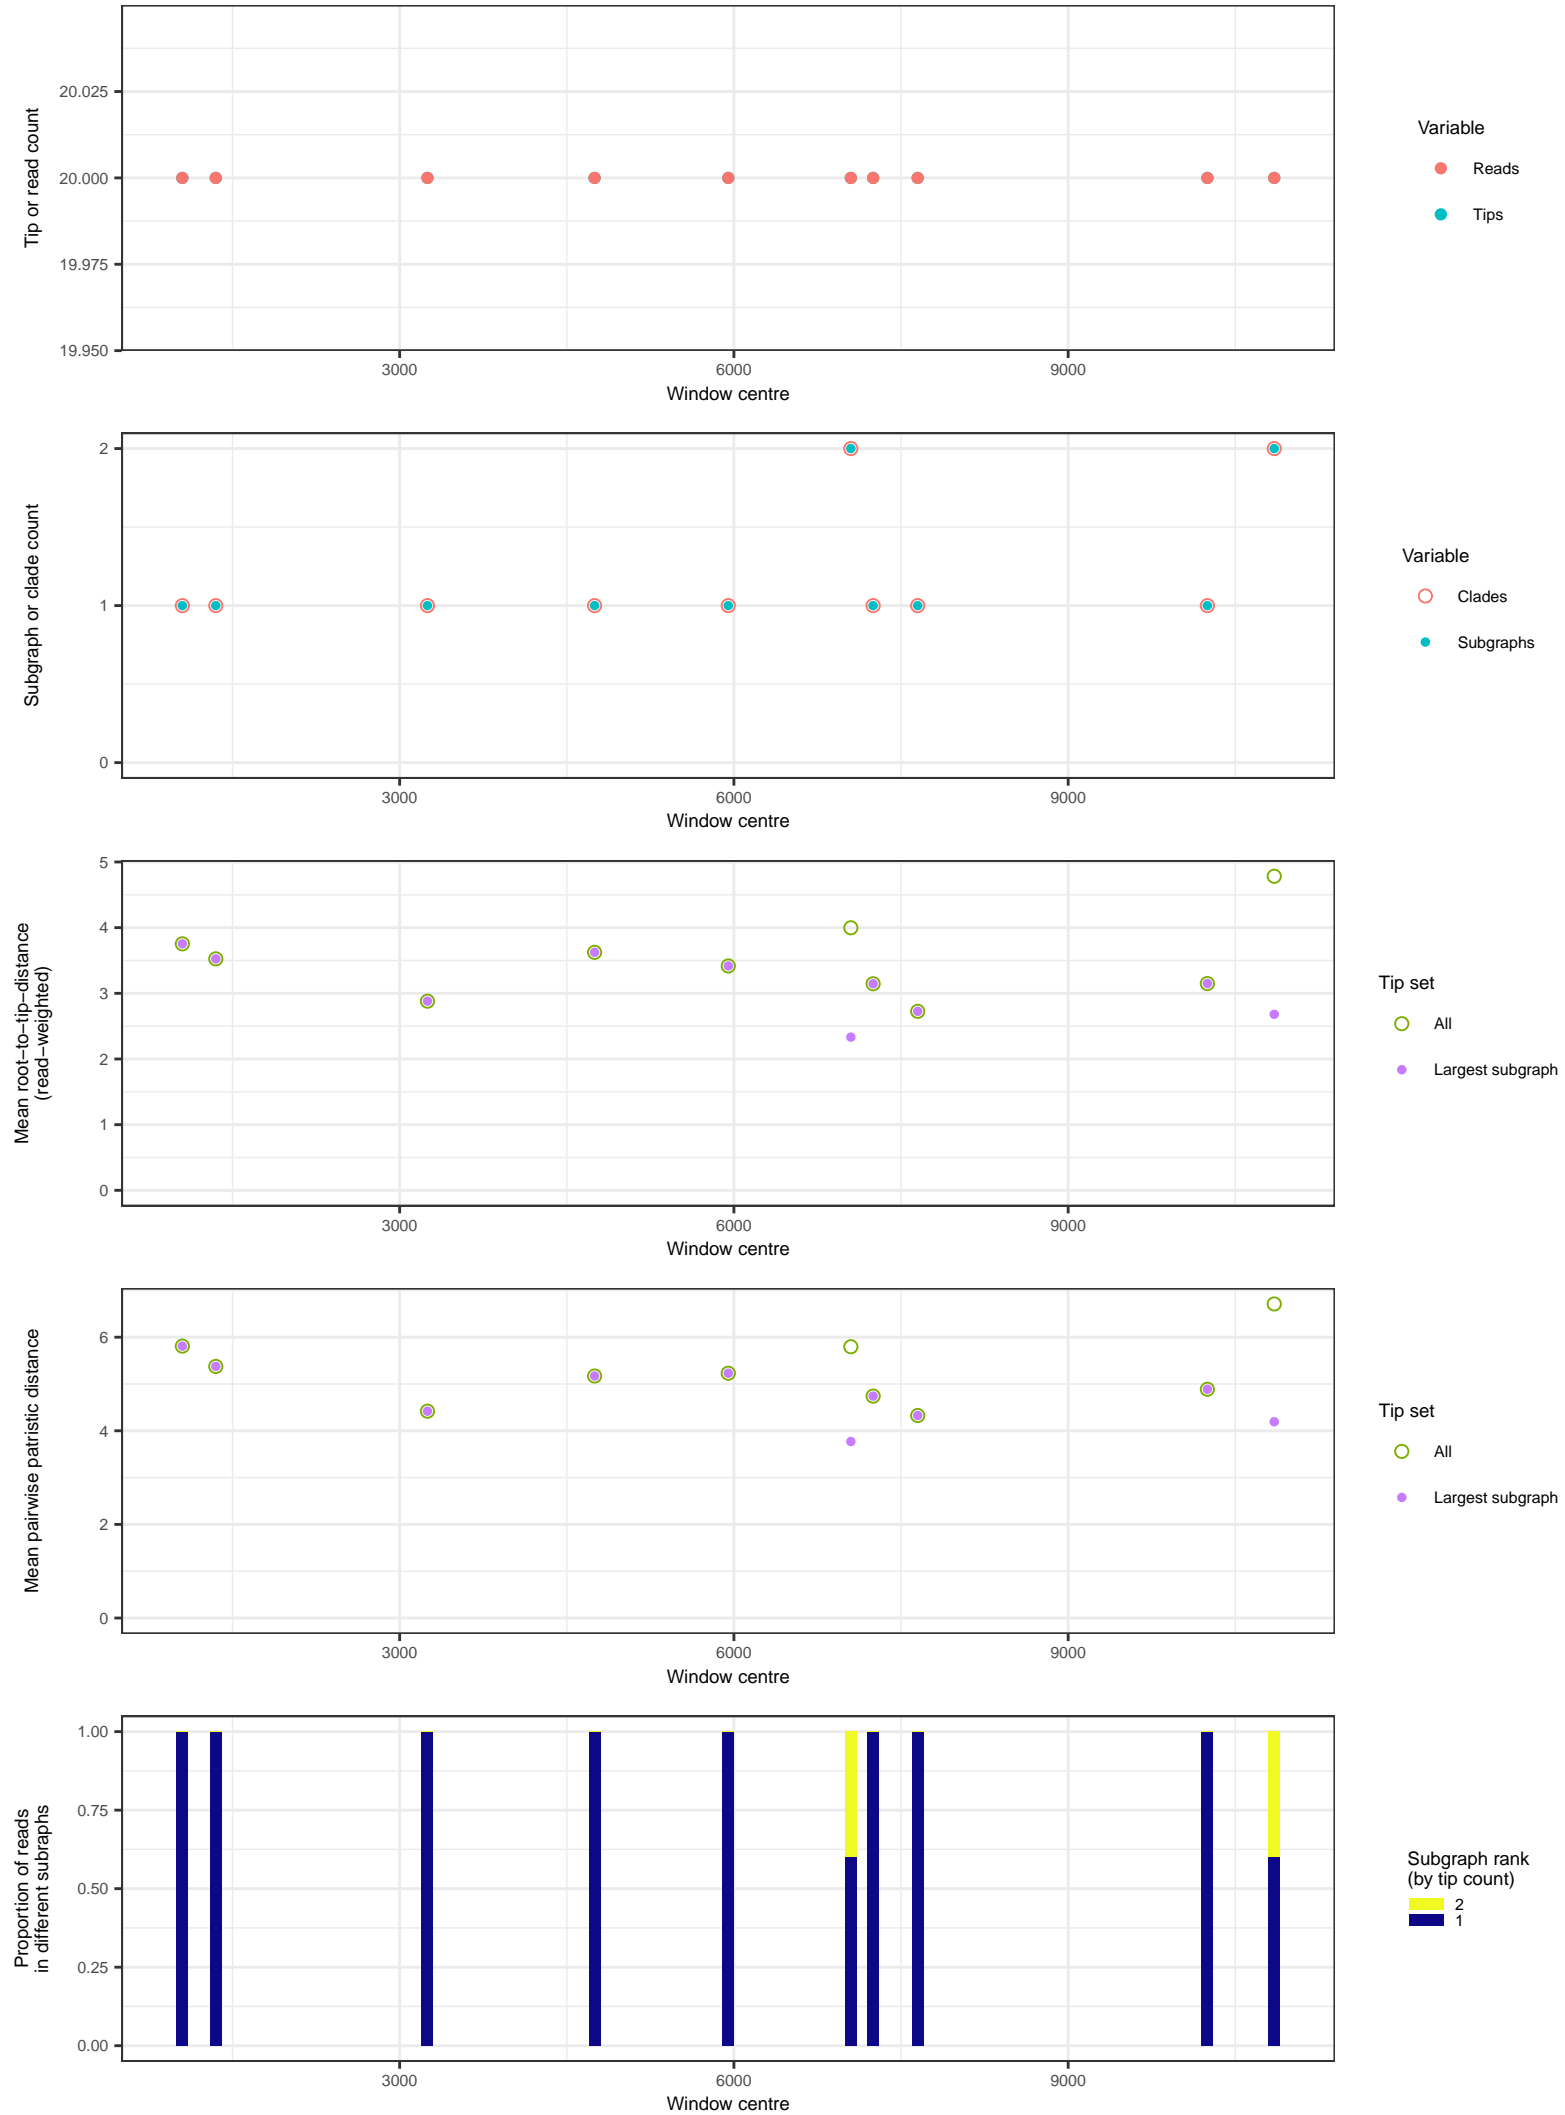 Tip or read count
20.025
20.000
19.975
19.950
3000
6000
9000
Window centre
Variable
Reads
Tips
Subgraph or clade count
2
1
0
3000
6000
9000
Window centre
Variable
Clades
Subgraphs
Mean root−to−tip−distance
(read−weighted)
5
4
3
2
1
0
3000
6000
9000
Window centre
Tip set
All
Largest subgraph
Mean pairwise patristic distance
6
4
2
0
3000
6000
9000
Window centre
Tip set
All
Largest subgraph
Proportion of reads
in different subraphs
1.00
0.75
0.50
0.25
0.00
3000
6000
9000
Window centre
Subgraph rank
(by tip count)
2
1